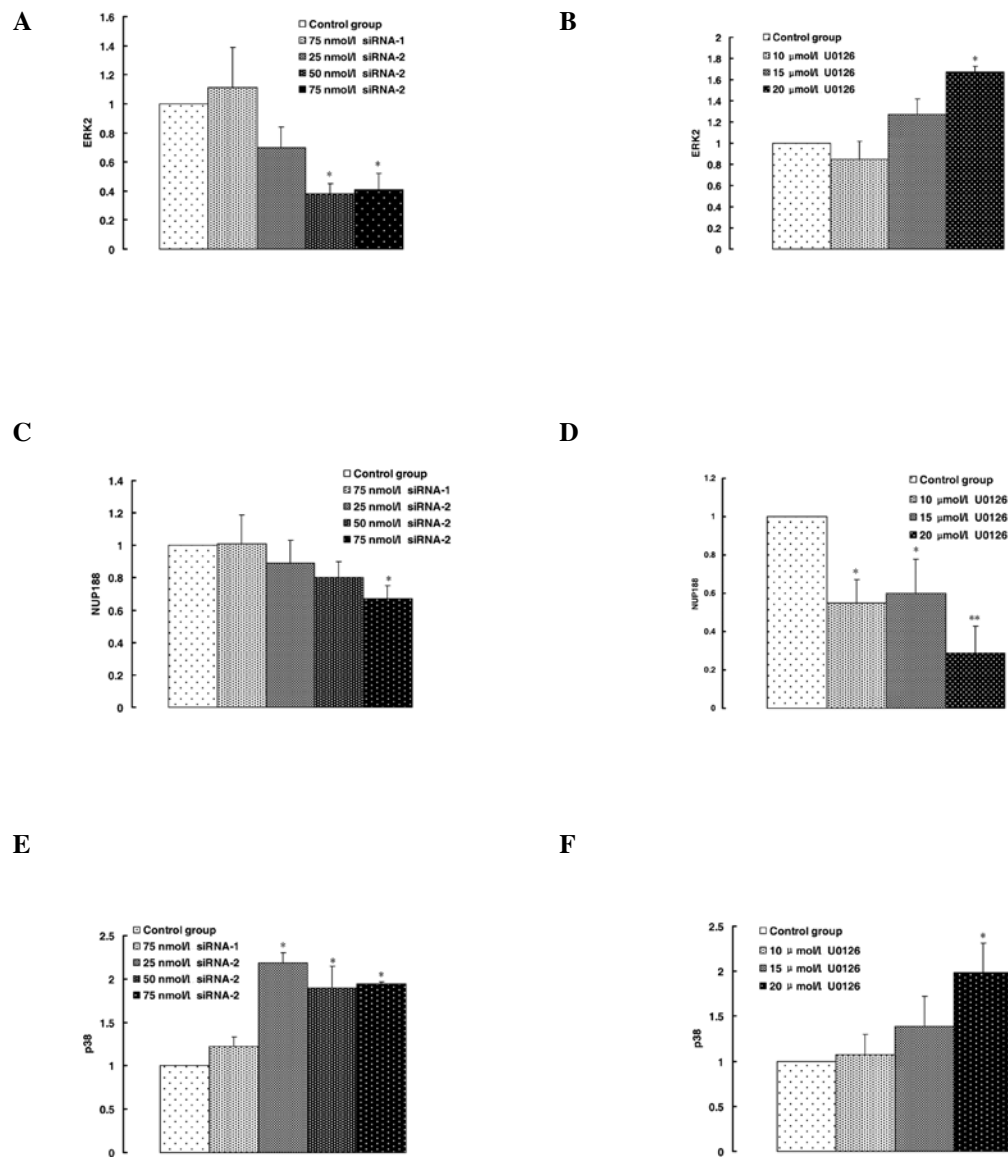 A
1.6
1.4
1.2
1
0.8
0.6
0.4
0.2
0
ERK2
Control group
75 nmol/l siRNA-1
25 nmol/l siRNA-2
50 nmol/l siRNA-2
75 nmol/l siRNA-2
*
*
B
2
1.8
1.6
1.4
1.2
1
0.8
0.6
0.4
0.2
0
ERK2
Control group
10 μmol/l U0126
15 μmol/l U0126
20 μmol/l U0126
*
C
1.4
1.2
1
0.8
0.6
0.4
0.2
0
NUP188
Control group
75 nmol/l siRNA-1
25 nmol/l siRNA-2
50 nmol/l siRNA-2
75 nmol/l siRNA-2
*
D
1.2
1
0.8
0.6
0.4
0.2
0
NUP188
Control group
10 μmol/l U0126
15 μmol/l U0126
20 μmol/l U0126
*
*
**
E
2.5
2
1.5
1
0.5
0
p38
Control group
75 nmol/l siRNA-1
25 nmol/l siRNA-2
50 nmol/l siRNA-2
75 nmol/l siRNA-2
*
*
*
F
2.5
2
1.5
1
0.5
0
p38
Control group
10 μ mol/l U0126
15 μ mol/l U0126
20 μ mol/l U0126
*